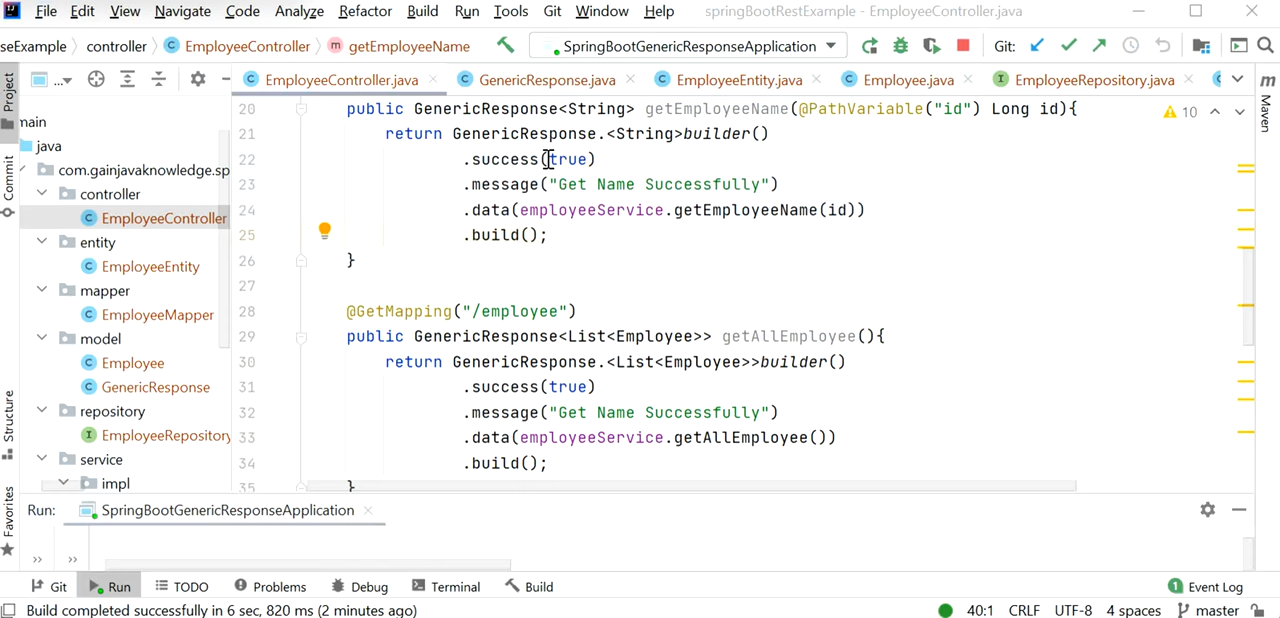 File Edit View Navigate Code Analyze Refactor Build Run Tools Git Window Help springBootRestExample - EmployeeController.java
seExample controller EmployeeController getEmployeeName SpringBootGenericResponseApplication Git:
... EmployeeController.java GenericResponse.java EmployeeEntity.java Employee.java EmployeeRepository.java
Project
Commit
Structure
Favorites
main
java
com.gainjavaknowledge.sp
controller
EmployeeController
entity
EmployeeEntity
mapper
EmployeeMapper
model
Employee
GenericResponse
repository
EmployeeRepository
service
impl
20 public GenericResponse<String> getEmployeeName(@PathVariable("id") Long id){
21 return GenericResponse.<String>builder()
22 .success(true)
23 .message("Get Name Successfully")
24 .data(employeeService.getEmployeeName(id))
25 .build();
26 }
27
28 @GetMapping("/employee")
29 public GenericResponse<List<Employee>> getAllEmployee(){
30 return GenericResponse.<List<Employee>>builder()
31 .success(true)
32 .message("Get Name Successfully")
33 .data(employeeService.getAllEmployee())
34 .build();
35 }
10
m
Maven
Run: SpringBootGenericResponseApplication
» »
Git Run TODO Problems Debug Terminal Build 1 Event Log
Build completed successfully in 6 sec, 820 ms (2 minutes ago) 40:1 CRLF UTF-8 4 spaces master